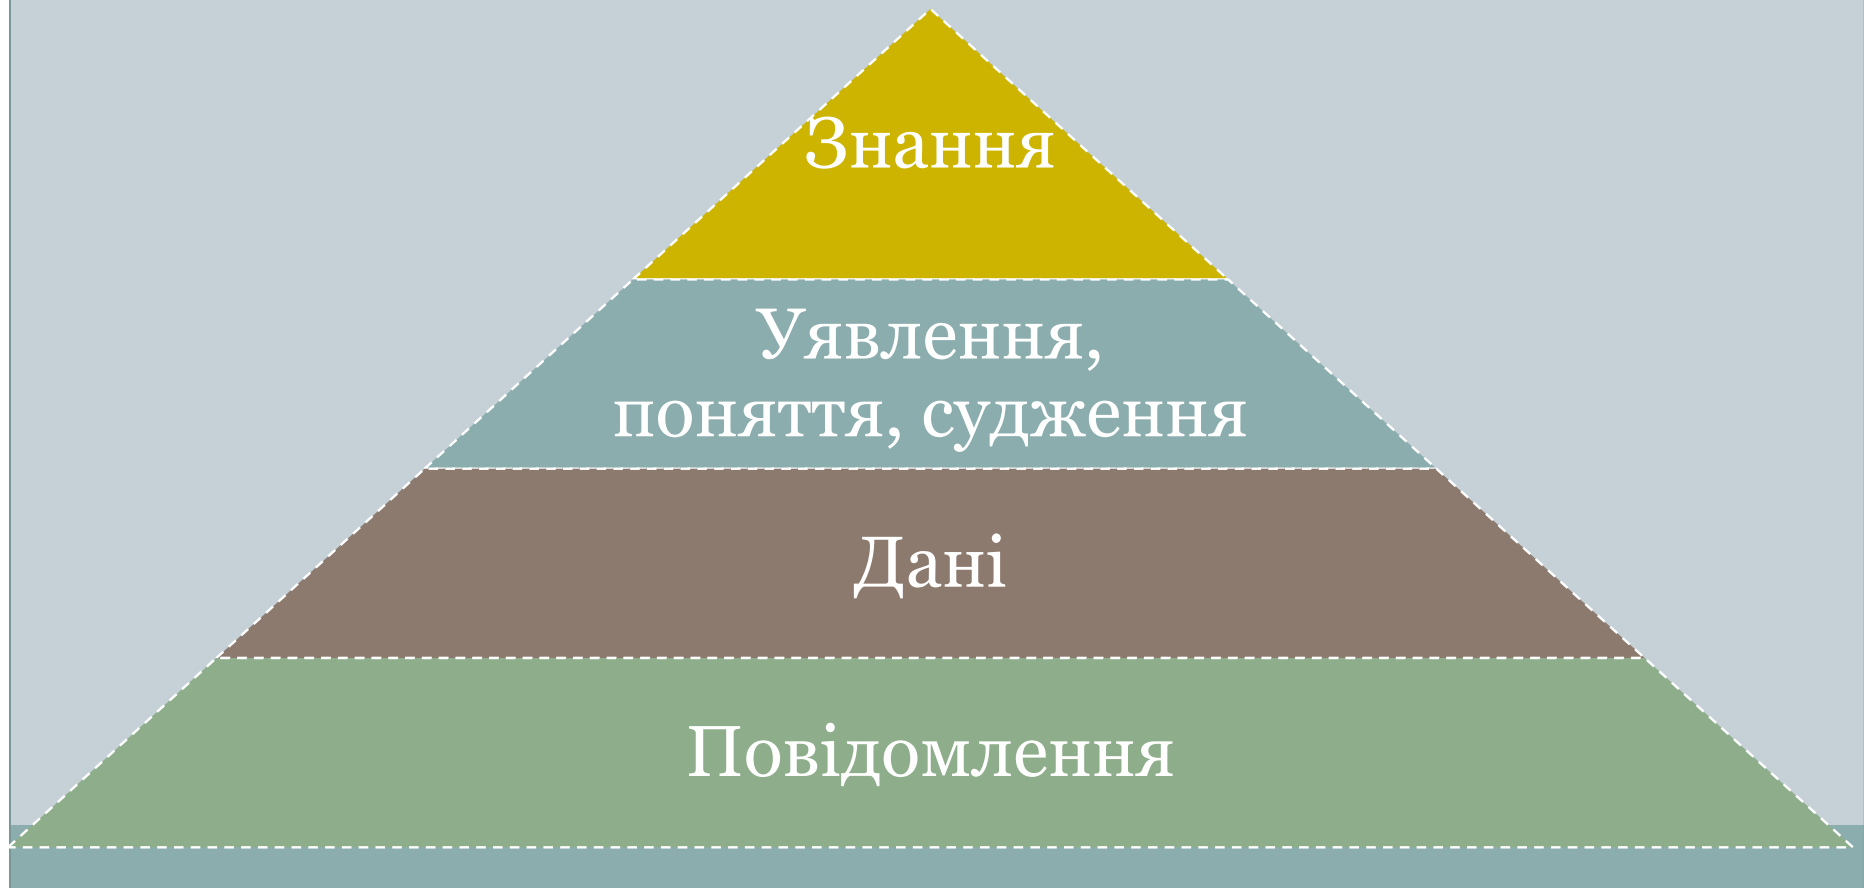 Знання
Уявлення,
поняття, судження
Дані
Повідомлення